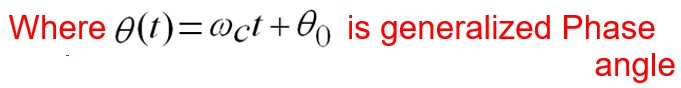 Where θ(t)=ω_C t+θ_0 is generalized Phase
angle